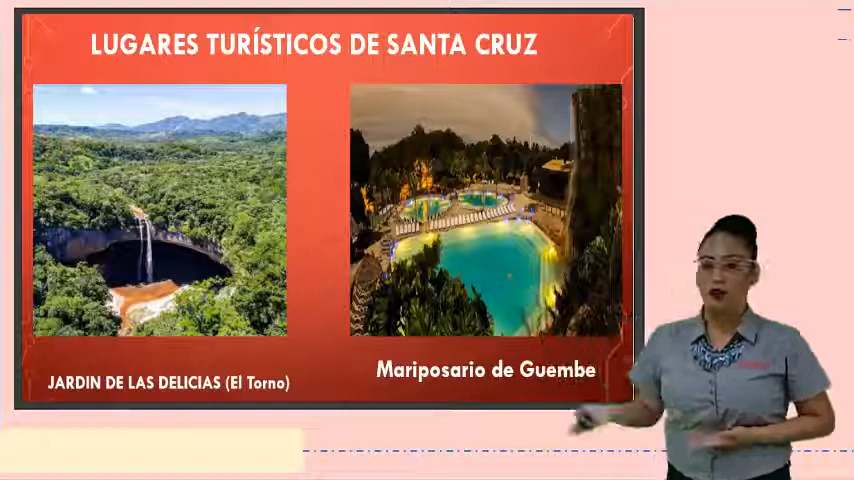 LUGARES TURÍSTICOS DE SANTA CRUZ
JARDIN DE LAS DELICIAS (El Torno)
Mariposario de Guembe